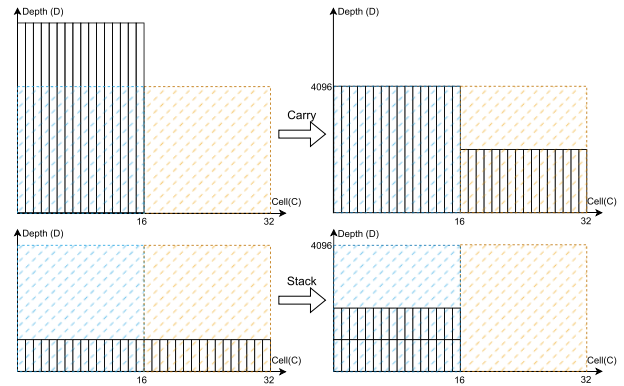 Depth (D)
Depth (D)
4096
Carry
Cell(C)
Cell(C)
16
32
16
32
Depth (D)
Depth (D)
4096
Stack
Cell(C)
Cell(C)
16
32
16
32